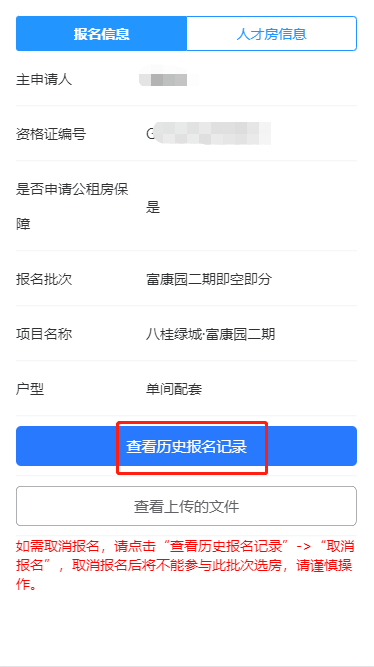 报名信息 人才房信息
主申请人
资格证编号
是否申请公租房保
障
是
报名批次 富康园二期即空即分
项目名称 八桂绿城·富康园二期
户型 单间配套
查看历史报名记录
查看上传的文件
如需取消报名，请点击“查看历史报名记录”->“取消
报名”，取消报名后将不能参与此批次选房，请谨慎操
作。